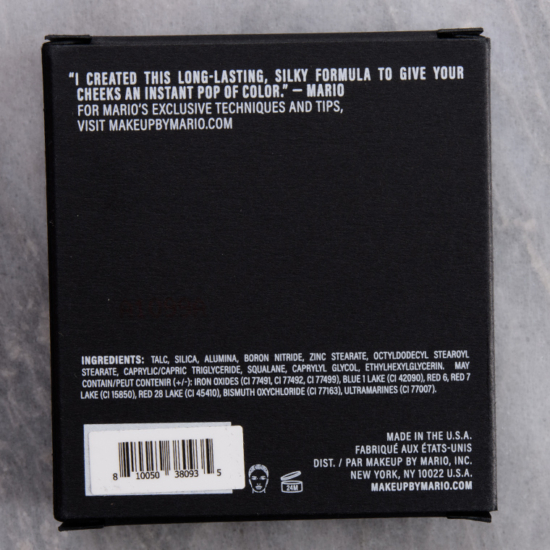 "I CREATED THIS LONG-LASTING, SILKY FORMULA TO GIVE YOUR
CHEEKS AN INSTANT POP OF COLOR." — MARIO
FOR MARIO'S EXCLUSIVE TECHNIQUES AND TIPS,
VISIT MAKEUPBYMARIO.COM
INGREDIENTS: TALC, SILICA, ALUMINA, BORON NITRIDE, ZINC STEARATE, OCTYLDODECYL STEAROYL
STEARATE, CAPRYLIC/CAPRIC TRIGLYCERIDE, SQUALANE, CAPRYLYL GLYCOL, ETHYLHEXYLGLYCERIN. MAY
CONTAIN/PEUT CONTENIR (+/-): IRON OXIDES (CI 77491, CI 77492, CI 77499), BLUE 1 LAKE (CI 42090), RED 6, RED 7
LAKE (CI 15850), RED 28 LAKE (CI 45410), BISMUTH OXYCHLORIDE (CI 77163), ULTRAMARINES (CI 77007).
8 10050 38093 5
24M
MADE IN THE U.S.A.
FABRIQUÉ AUX ÉTATS-UNIS
DIST. / PAR MAKEUP BY MARIO, INC.
NEW YORK, NY 10022 U.S.A.
MAKEUPBYMARIO.COM